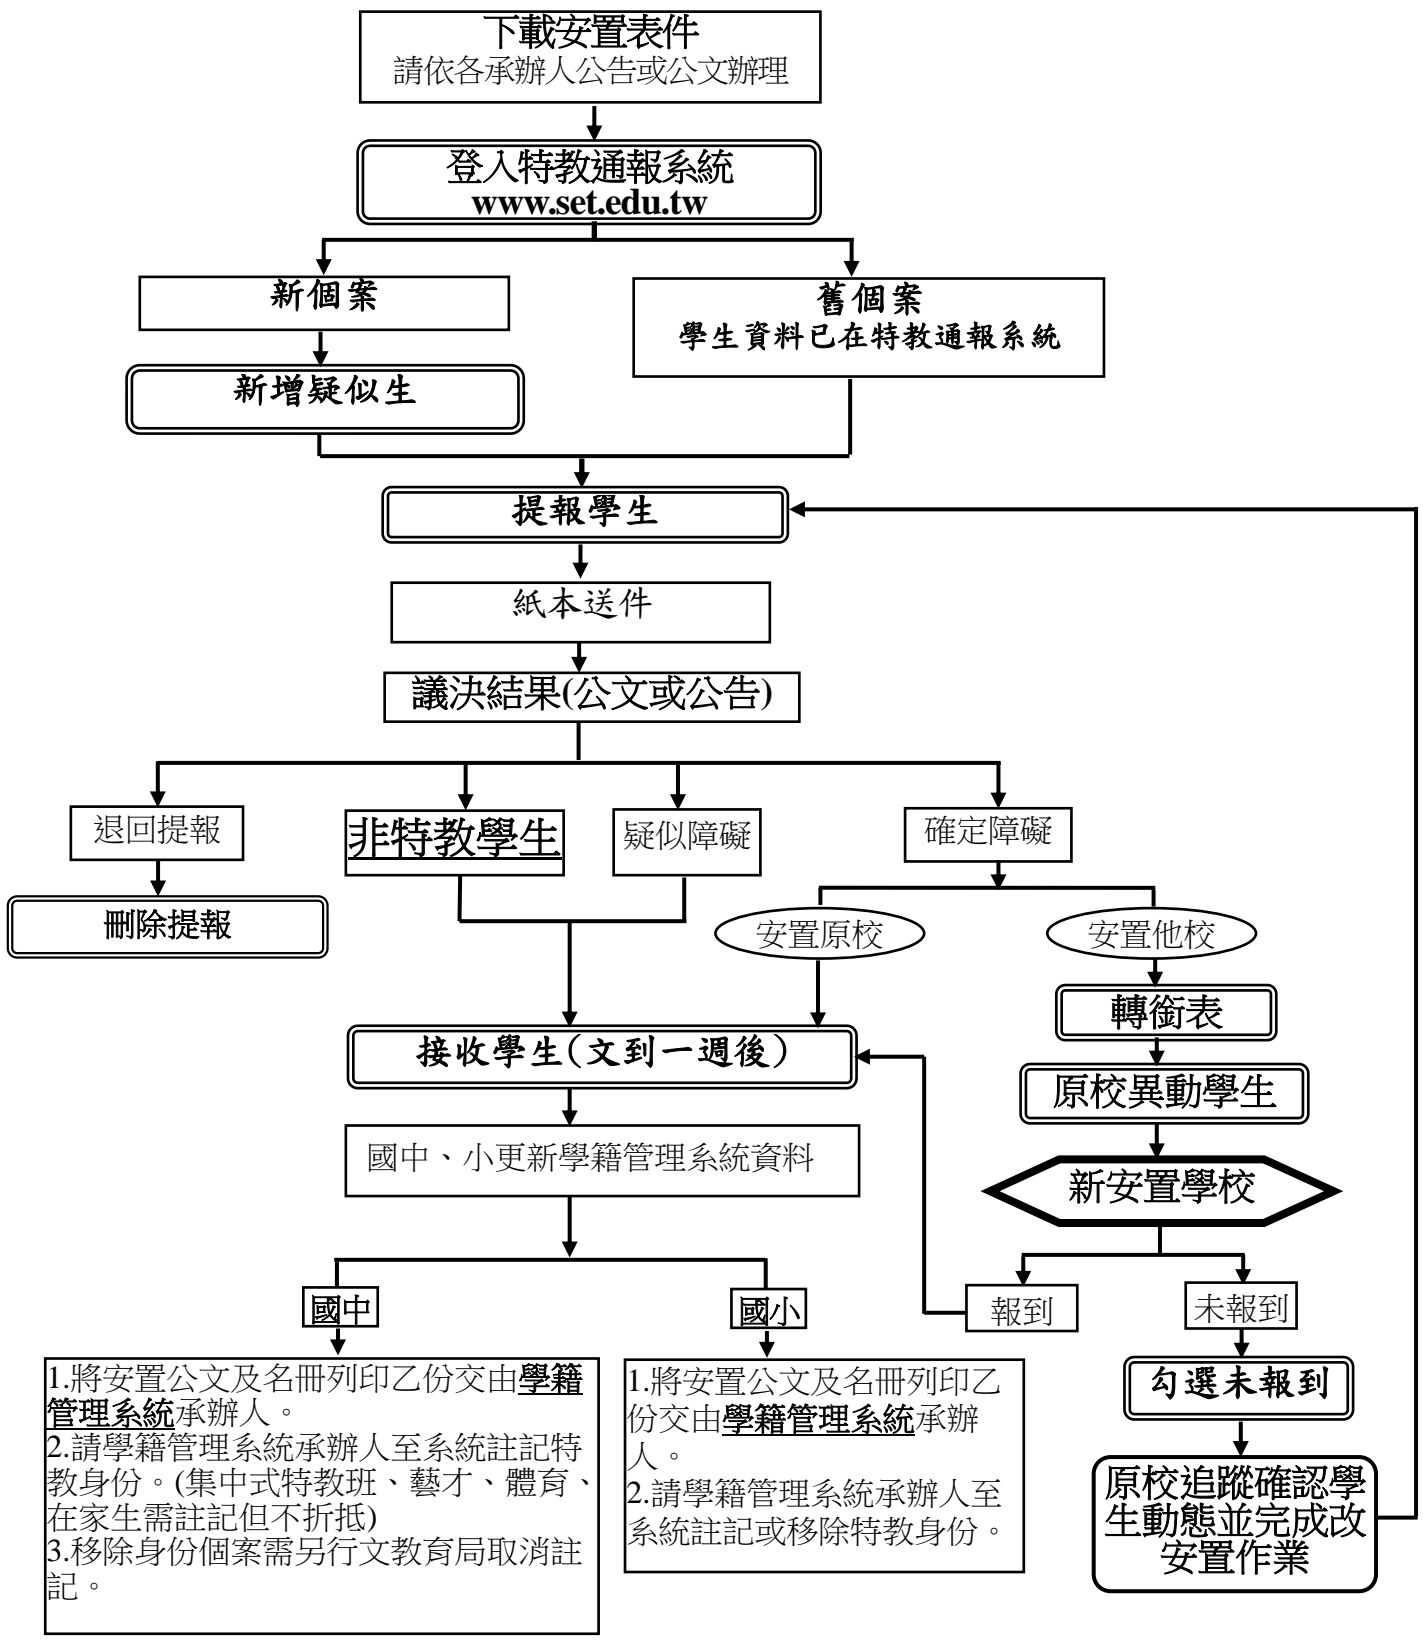 下載安置表件
請依各承辦人公告或公文辦理
登入特教通報系統
www.set.edu.tw
新個案
舊個案
學生資料已在特教通報系統
新增疑似生
提報學生
紙本送件
議決結果(公文或公告)
退回提報
非特教學生
疑似障礙
確定障礙
刪除提報
安置原校
安置他校
轉銜表
接收學生(文到一週後)
原校異動學生
國中、小更新學籍管理系統資料
新安置學校
國中
國小
報到
未報到
1.將安置公文及名冊列印乙份交由學籍
管理系統承辦人。
2.請學籍管理系統承辦人至系統註記特
教身份。(集中式特教班、藝才、體育、
在家生需註記但不折抵)
3.移除身份個案需另行文教育局取消註
記。
1.將安置公文及名冊列印乙
份交由學籍管理系統承辦
人。
2.請學籍管理系統承辦人至
系統註記或移除特教身份。
勾選未報到
原校追蹤確認學
生動態並完成改
安置作業